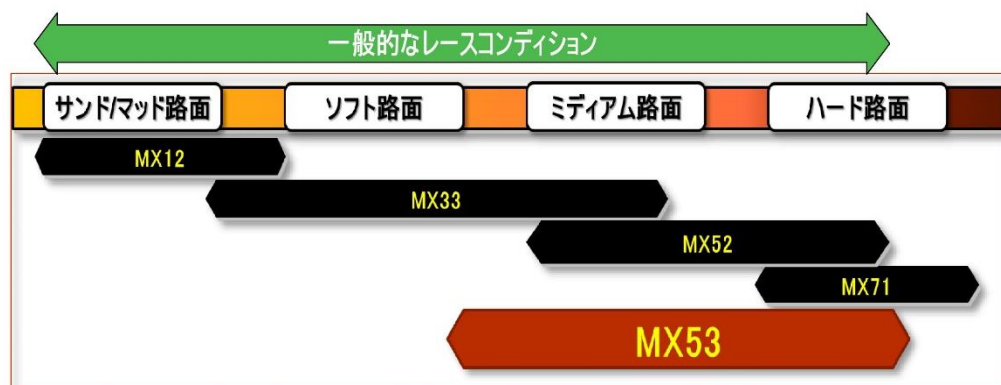 一般的なレースコンディション
サンド/マッド路面 ソフト路面 ミディアム路面 ハード路面
MX12
MX33
MX52
MX71
MX53